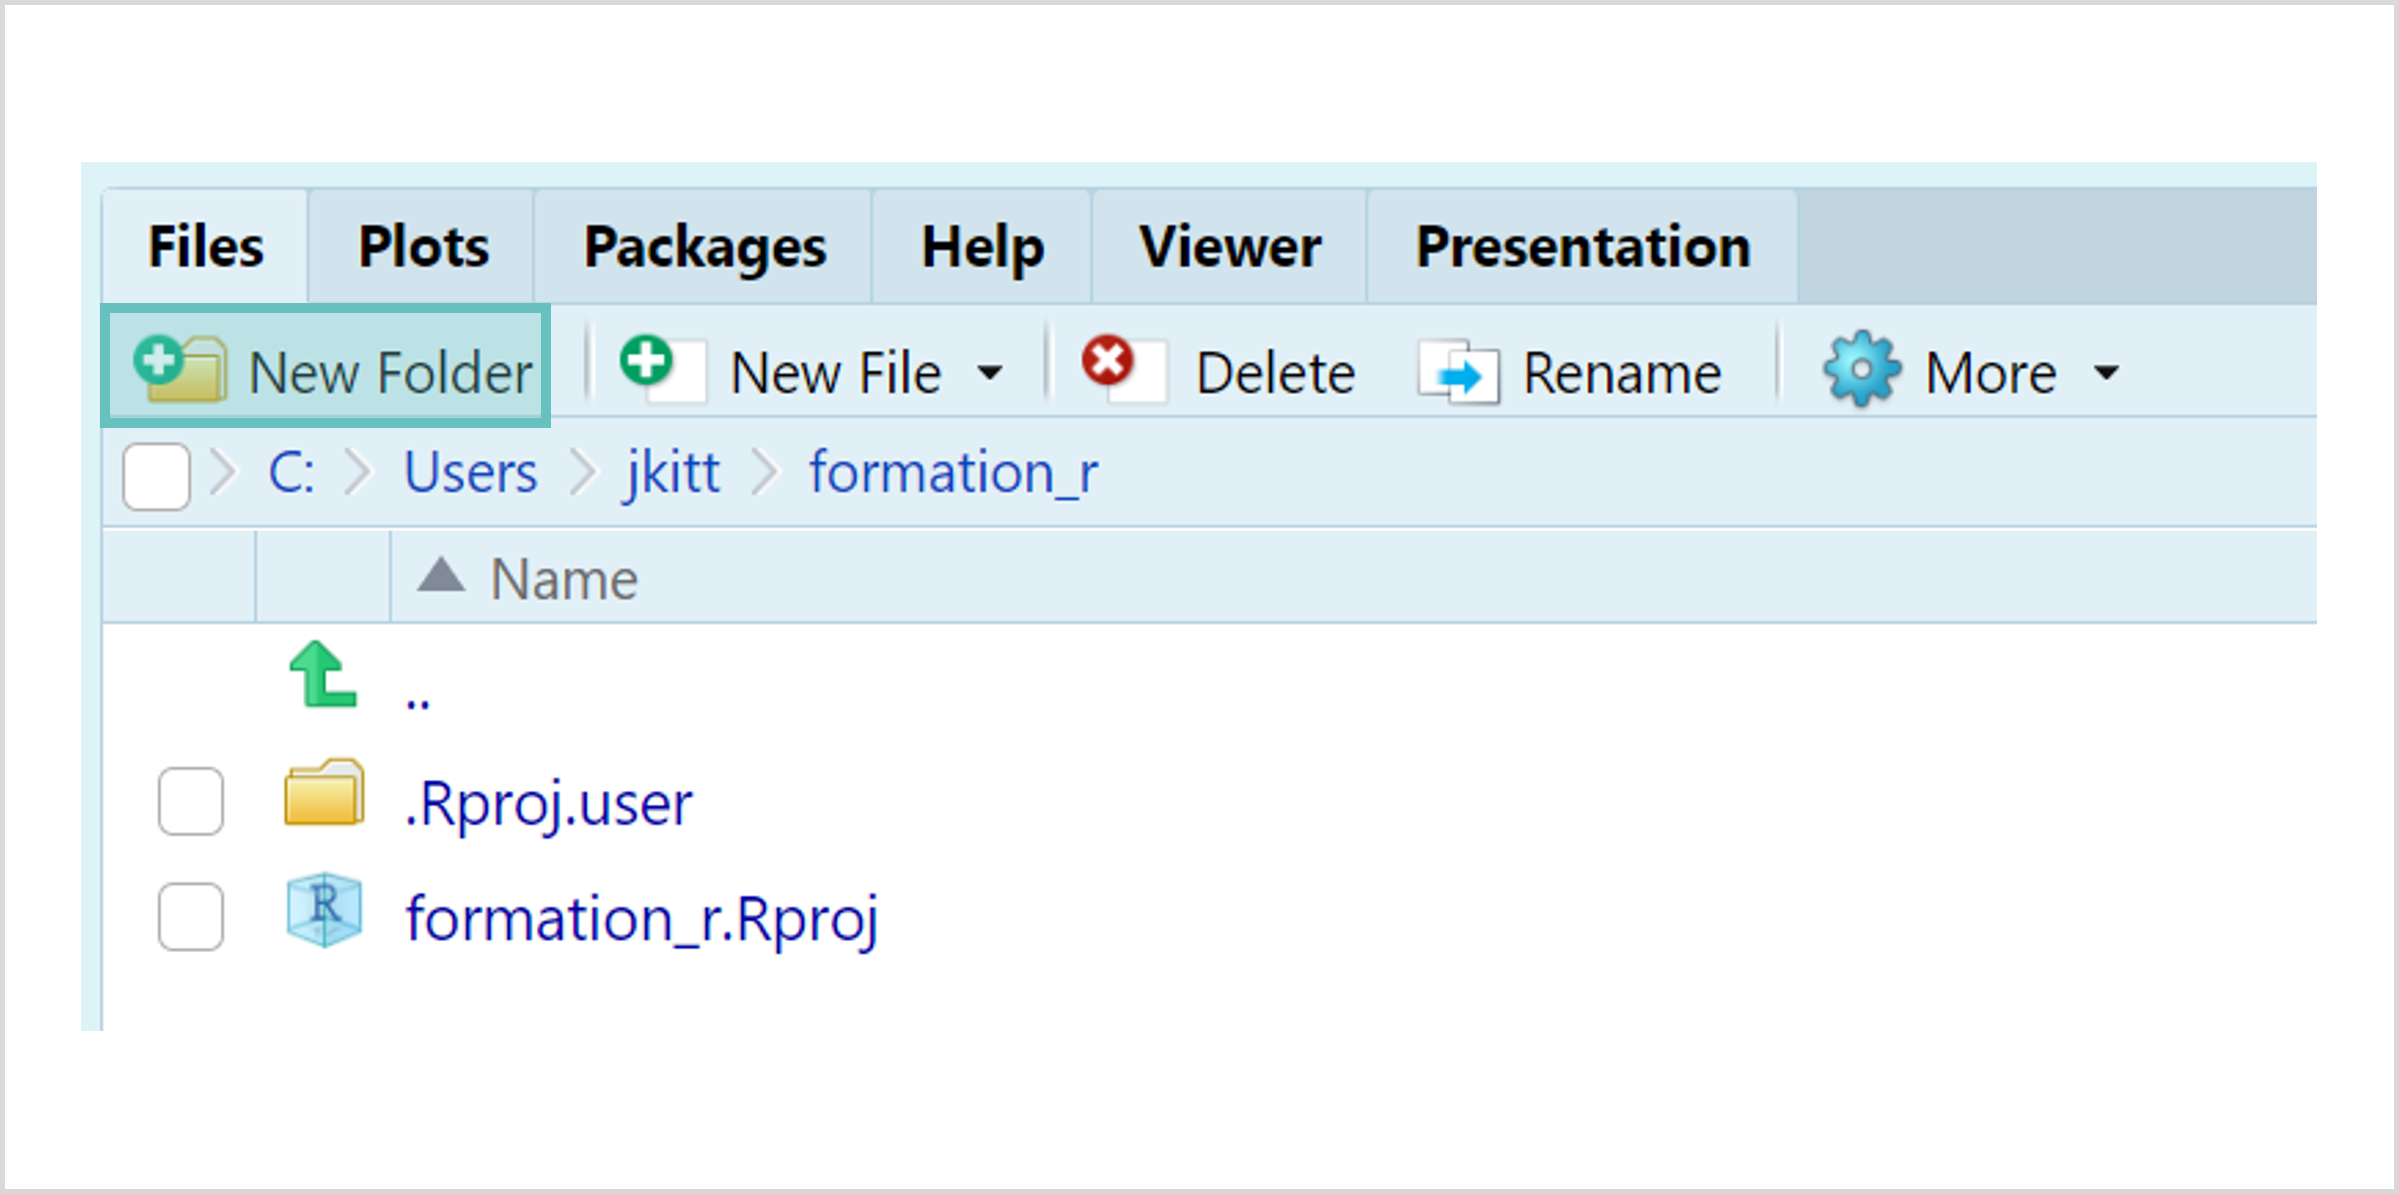 Files Plots Packages Help Viewer Presentation
New Folder New File Delete Rename More
C: Users jkitt formation_r
Name
..
.Rproj.user
R formation_r.Rproj